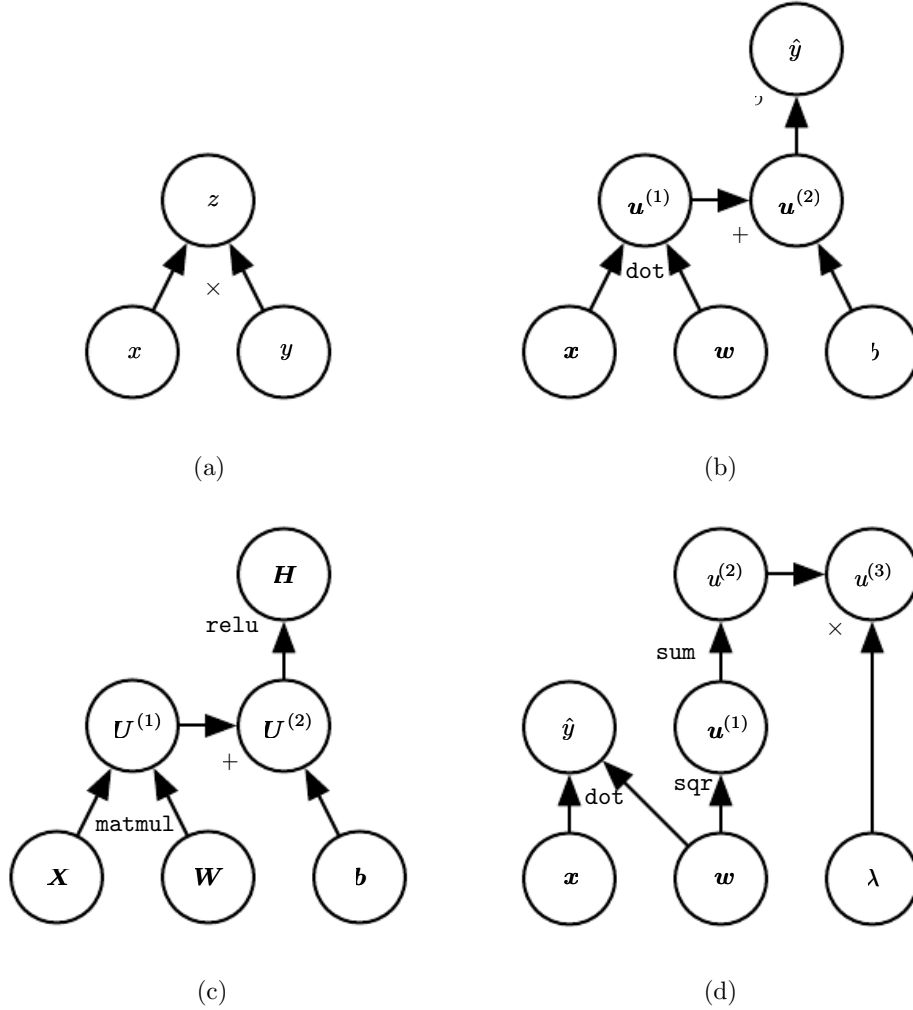 ŷ
z
u(1)
u(2)
+
dot
×
x
y
x
w
(a)
(b)
H
u(2)
u(3)
relu
×
sum
U(1)
U(2)
ŷ
u(1)
+
sqr
dot
matmul
X
W
b
x
w
λ
(c)
(d)